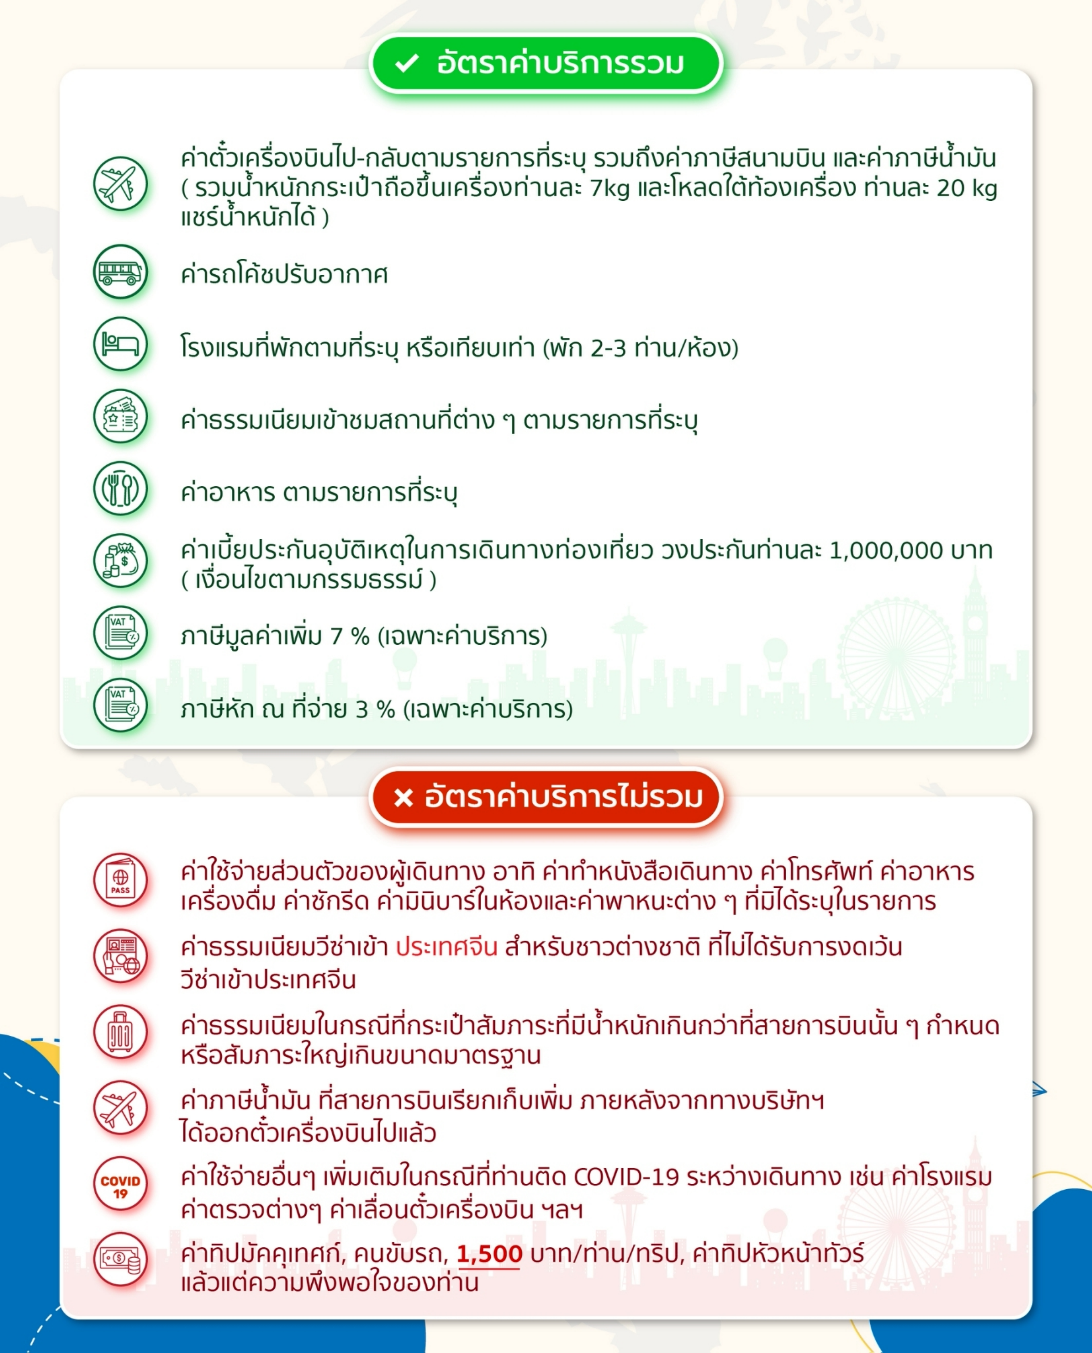 อัตราค่าบริการรวม
ค่าตั๋วเครื่องบินไป-กลับตามรายการที่ระบุ รวมถึงค่าภาษีสนามบิน และค่าภาษีน้ำมัน
( รวมน้ำหนักกระเป๋าถือขึ้นเครื่องท่านละ 7kg และโหลดใต้ท้องเครื่อง ท่านละ 20 kg
แชร์น้ำหนักได้ )
ค่ารถโค้ชปรับอากาศ
โรงแรมที่พักตามที่ระบุ หรือเทียบเท่า (พัก 2-3 ท่าน/ห้อง)
ค่าธรรมเนียมเข้าชมสถานที่ต่าง ๆ ตามรายการที่ระบุ
ค่าอาหาร ตามรายการที่ระบุ
ค่าเบี้ยประกันอุบัติเหตุในการเดินทางท่องเที่ยว วงประกันท่านละ 1,000,000 บาท
( เงื่อนไขตามกรรมธรรม์ )
VAT
ภาษีมูลค่าเพิ่ม 7 % (เฉพาะค่าบริการ)
VAT
ภาษีหัก ณ ที่จ่าย 3 % (เฉพาะค่าบริการ)
อัตราค่าบริการไม่รวม
PASS
ค่าใช้จ่ายส่วนตัวของผู้เดินทาง อาทิ ค่าทำหนังสือเดินทาง ค่าโทรศัพท์ ค่าอาหาร
เครื่องดื่ม ค่าซักรีด ค่ามินิบาร์ในห้องและค่าพาหนะต่าง ๆ ที่มิได้ระบุในรายการ
ค่าธรรมเนียมวีซ่าเข้า ประเทศจีน สำหรับชาวต่างชาติ ที่ไม่ได้รับการงดเว้น
วีซ่าเข้าประเทศจีน
ค่าธรรมเนียมในกรณีที่กระเป๋าสัมภาระที่มีน้ำหนักเกินกว่าที่สายการบินนั้น ๆ กำหนด
หรือสัมภาระใหญ่เกินขนาดมาตรฐาน
ค่าภาษีน้ำมัน ที่สายการบินเรียกเก็บเพิ่ม ภายหลังจากทางบริษัทฯ
ได้ออกตั๋วเครื่องบินไปแล้ว
COVID
19
ค่าใช้จ่ายอื่นๆ เพิ่มเติมในกรณีที่ท่านติด COVID-19 ระหว่างเดินทาง เช่น ค่าโรงแรม
ค่าตรวจต่างๆ ค่าเลื่อนตั๋วเครื่องบิน ฯลฯ
ค่าทิปมัคคุเทศก์, คนขับรถ, 1,500 บาท/ท่าน/ทริป, ค่าทิปหัวหน้าทัวร์
แล้วแต่ความพึงพอใจของท่าน